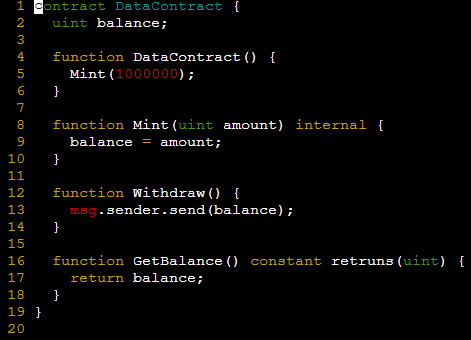 1 contract DataContract {
2   uint balance;
3
4   function DataContract() {
5     Mint(1000000);
6   }
7
8   function Mint(uint amount) internal {
9     balance = amount;
10   }
11
12   function Withdraw() {
13     msg.sender.send(balance);
14   }
15
16   function GetBalance() constant retruns(uint) {
17     return balance;
18   }
19 }
20